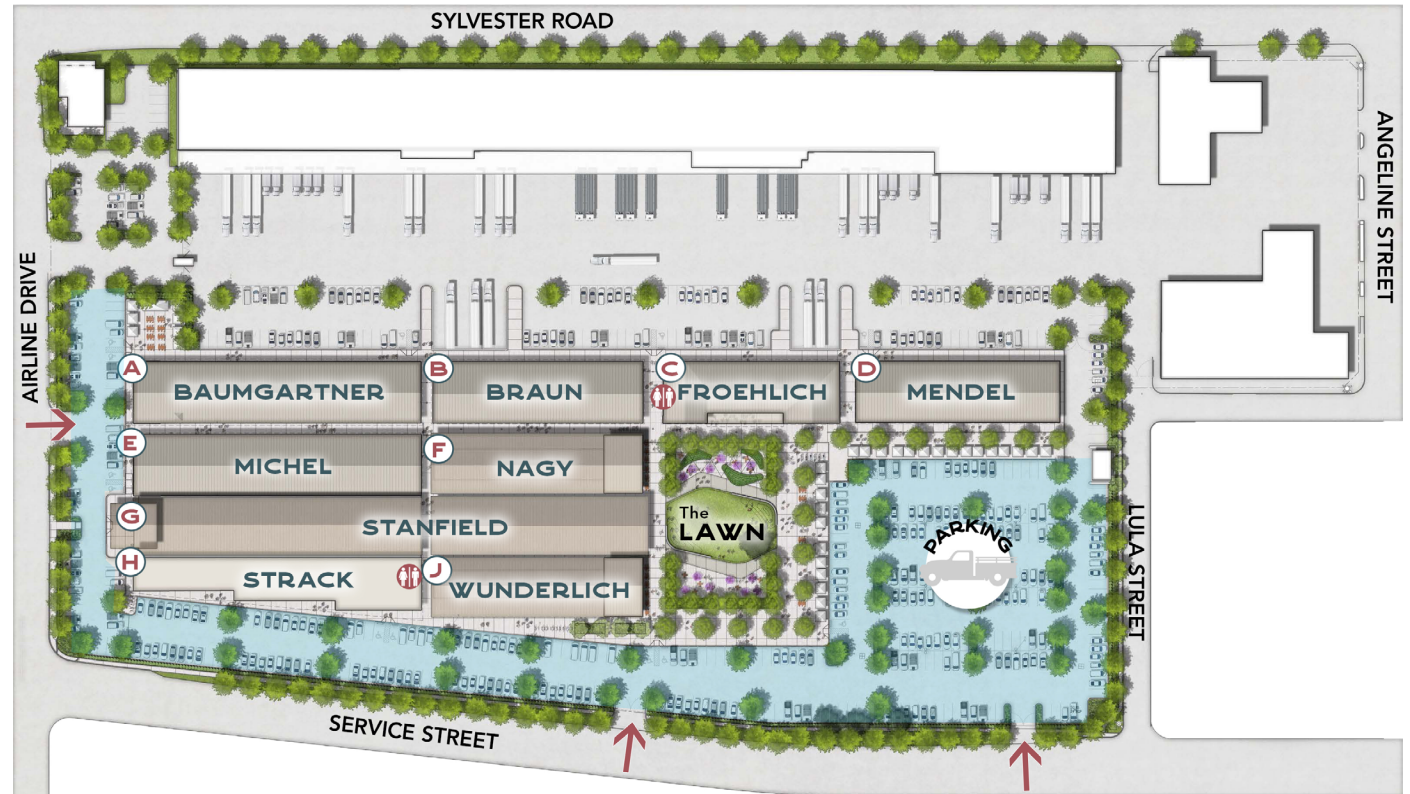 SYLVESTER ROAD
ANGELINE STREET
AIRLINE DRIVE
A
BAUMGARTNER
B
BRAUN
C
FROEHLICH
D
MENDEL
E
MICHEL
F
NAGY
G
STANFIELD
The
LAWN
PARKING
LULA STREET
H
STRACK
J
WUNDERLICH
SERVICE STREET